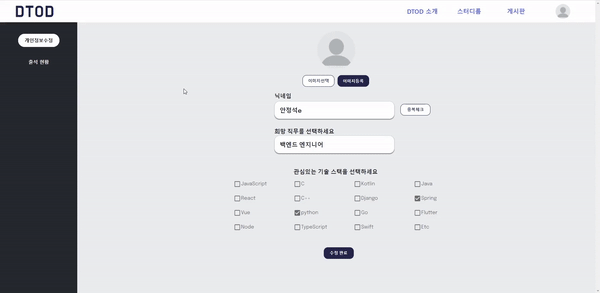 DTOD
DTOD 소개 스터디룸 게시판
개인정보수정
출석 현황
이미지선택 이미지등록
닉네임
안정석e 중복체크
희망 직무를 선택하세요
백엔드 엔지니어
관심있는 기술 스택을 선택하세요
JavaScript C Kotlin Java
React C++ Django Spring
Vue python Go Flutter
Node TypeScript Swift Etc
수정 완료